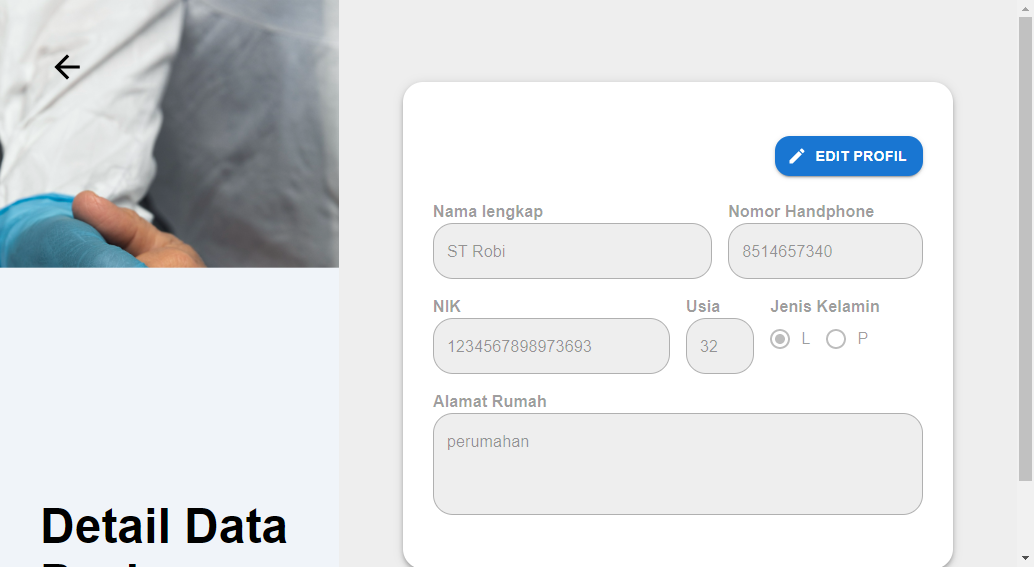 EDIT PROFIL
Nama lengkap
Nomor Handphone
ST Robi
8514657340
NIK
Usia
Jenis Kelamin
1234567898973693
32
L
P
Alamat Rumah
perumahan
Detail Data